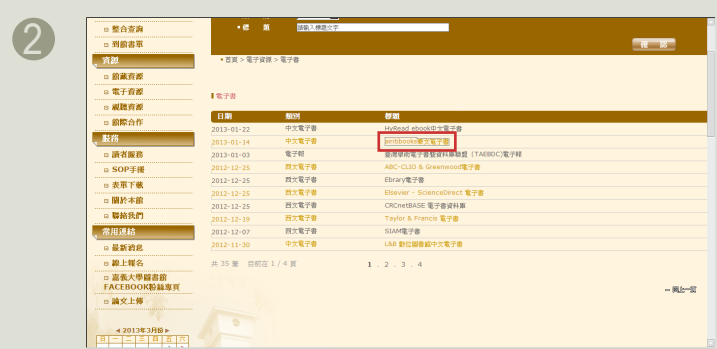 2
整合查詢
到館書單
資源
館藏資源
電子資源
視聽資源
館際合作
服務
讀者服務
SOP手冊
表單下載
關於本館
聯絡我們
常用連結
最新消息
線上報名
嘉義大學圖書館
FACEBOOK粉絲專頁
論文上傳
2013年3月份
日 一 二 三 四 五 六
標 題 請輸入標題文字
確 認
首頁 > 電子資源 > 電子書
電子書
日期 類別 標題
2013-01-22 中文電子書 HyRead ebook中文電子書
2013-01-14 中文電子書 airitibooks華文電子書
2013-01-03 電子報 臺灣學術電子書暨資料庫聯盟 (TAEBDC)電子報
2012-12-25 西文電子書 ABC-CLIO & Greenwood電子書
2012-12-25 西文電子書 Ebrary電子書
2012-12-25 西文電子書 Elsevier - ScienceDirect 電子書
2012-12-25 西文電子書 CRCnetBASE 電子書資料庫
2012-12-19 西文電子書 Taylor & Francis 電子書
2012-12-07 西文電子書 SIAM電子書
2012-11-30 中文電子書 L&B 數位圖書館中文電子書
共 35 筆 目前在 1 / 4 頁 1 . 2 . 3 . 4
回上一頁